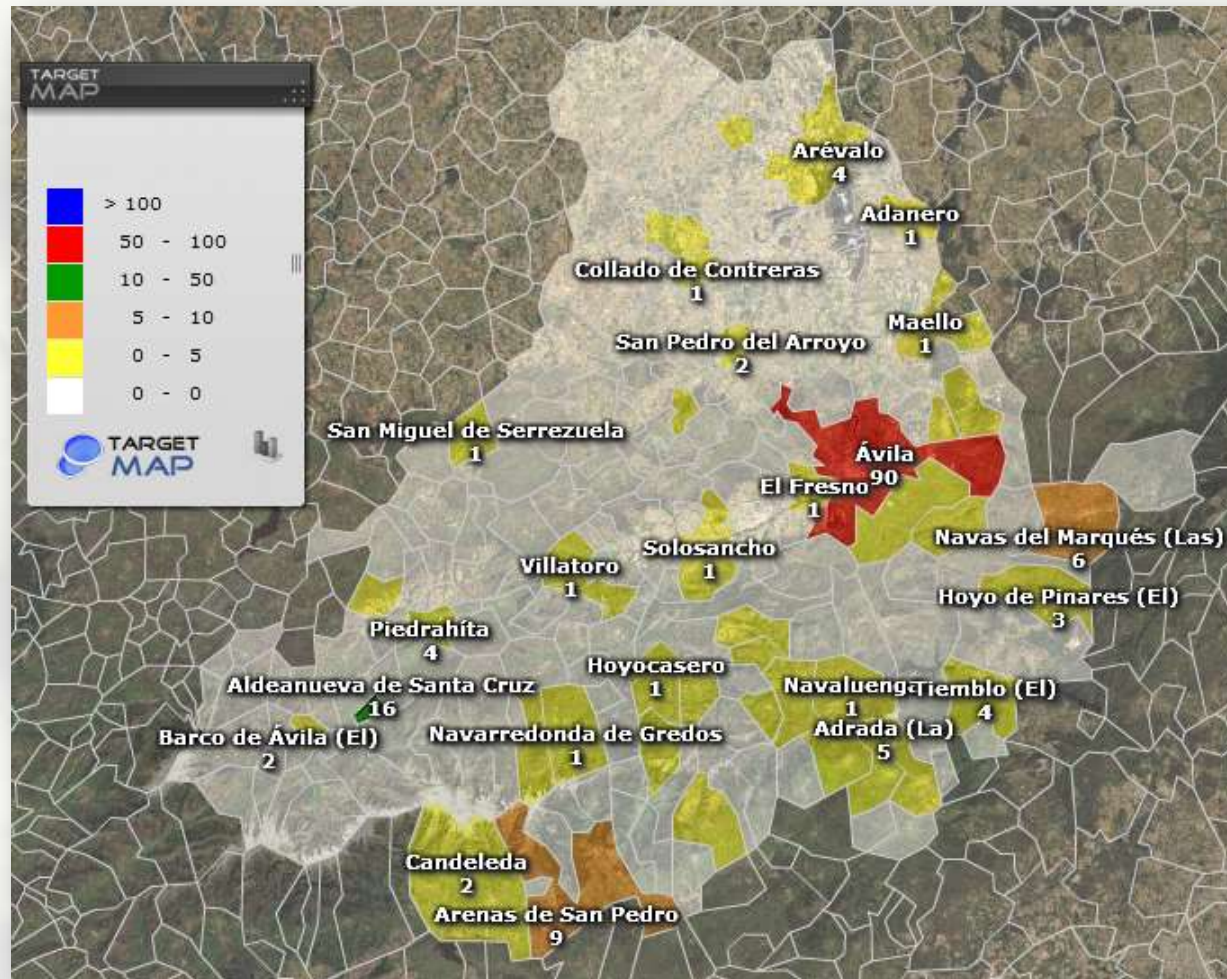 TARGET
MAP
> 100
50 - 100
10 - 50
5 - 10
0 - 5
0 - 0
TARGET
MAP
Arévalo
4
Adanero
1
Collado de Contreras
1
Maello
1
San Pedro del Arroyo
2
San Miguel de Serrezuela
1
Ávila
90
El Fresno
1
Navas del Marqués (Las)
6
Solosancho
1
Villatoro
1
Hoyo de Pinares (El)
3
Piedrahíta
4
Hoyocasero
1
Aldeanueva de Santa Cruz
16
Navaluenga
1
Tiemblo (El)
4
Barco de Ávila (El)
2
Navarredonda de Gredos
1
Adrada (La)
5
Candeleda
2
Arenas de San Pedro
9